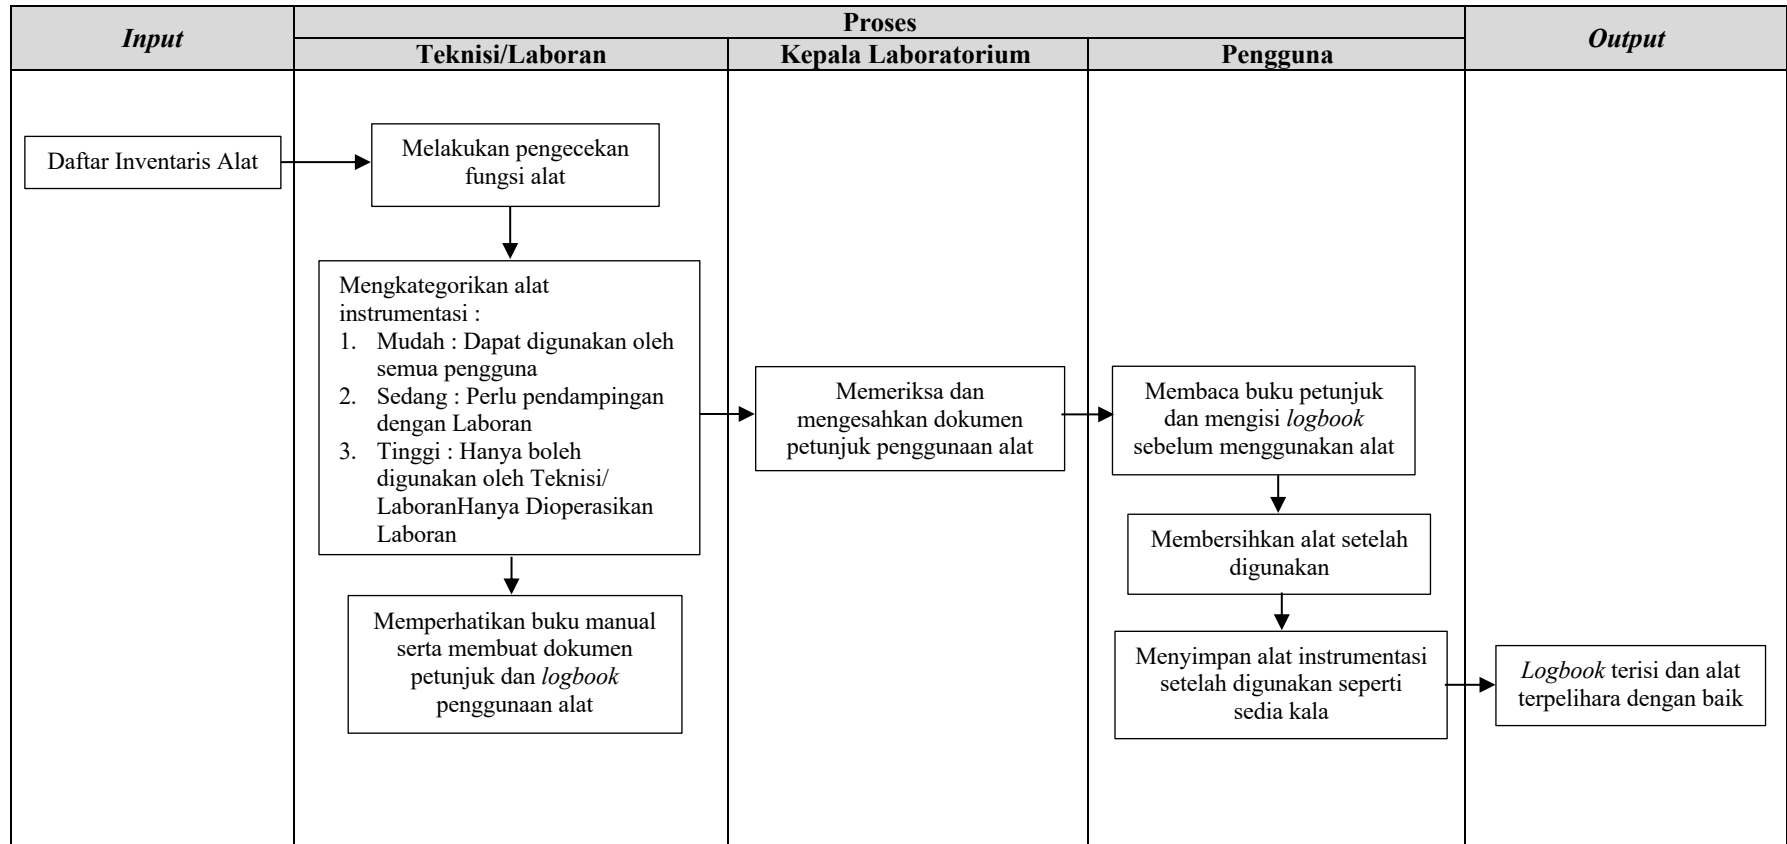 Input
Proses
Output
Teknisi/Laboran
Kepala Laboratorium
Pengguna
Daftar Inventaris Alat
Melakukan pengecekan
fungsi alat
Mengkategorikan alat
instrumentasi :
1. Mudah : Dapat digunakan oleh
semua pengguna
2. Sedang : Perlu pendampingan
dengan Laboran
3. Tinggi : Hanya boleh
digunakan oleh Teknisi/
LaboranHanya Dioperasikan
Laboran
Memperhatikan buku manual
serta membuat dokumen
petunjuk dan logbook
penggunaan alat
Memeriksa dan
mengesahkan dokumen
petunjuk penggunaan alat
Membaca buku petunjuk
dan mengisi logbook
sebelum menggunakan alat
Membersihkan alat setelah
digunakan
Menyimpan alat instrumentasi
setelah digunakan seperti
sedia kala
Logbook terisi dan alat
terpelihara dengan baik